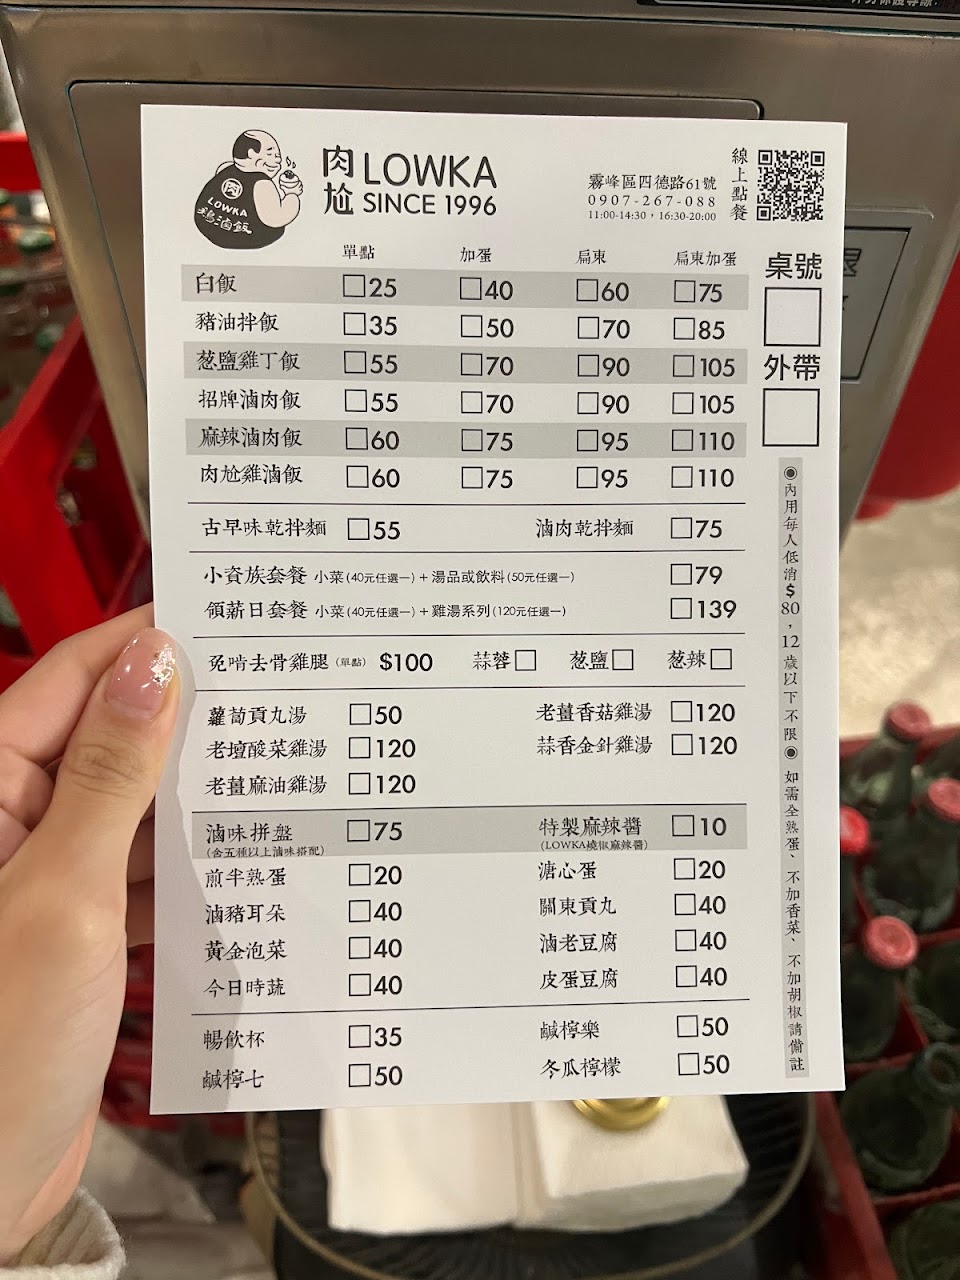 肉 LOWKA
尬 SINCE 1996
肉
LOWKA
雞滷飯
霧峰區四德路61號
0907-267-088
11:00-14:30，16:30-20:00
線上點餐
單點 加蛋 扁東 扁東加蛋
白飯 □25 □40 □60 □75
豬油拌飯 □35 □50 □70 □85
葱鹽雞丁飯 □55 □70 □90 □105
招牌滷肉飯 □55 □70 □90 □105
麻辣滷肉飯 □60 □75 □95 □110
肉尬雞滷飯 □60 □75 □95 □110
古早味乾拌麵 □55 滷肉乾拌麵 □75
小資族套餐 小菜(40元任選一)+湯品或飲料(50元任選一) □79
領薪日套餐 小菜(40元任選一)+雞湯系列(120元任選一) □139
免啃去骨雞腿(單點) $100 蒜蓉□ 葱鹽□ 葱辣□
蘿蔔貢丸湯 □50 老薑香菇雞湯 □120
老壇酸菜雞湯 □120 蒜香金針雞湯 □120
老薑麻油雞湯 □120
滷味拼盤 □75 特製麻辣醬 □10
(含五種以上滷味搭配) (LOWKA燒椒麻辣醬)
煎半熟蛋 □20 溏心蛋 □20
滷豬耳朵 □40 關東貢丸 □40
黃金泡菜 □40 滷老豆腐 □40
今日時蔬 □40 皮蛋豆腐 □40
暢飲杯 □35 鹹檸樂 □50
鹹檸七 □50 冬瓜檸檬 □50
桌號
外帶
◉內用每人低消$80，12歲以下不限◉ 如需全熟蛋、不加香菜、不加胡椒請備註